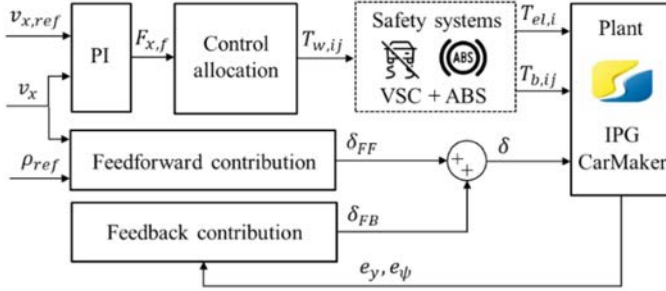 v_{x,ref}
PI
F_{x,f}
Control
allocation
T_{w,ij}
Safety systems
ABS
VSC + ABS
T_{el,i}
T_{b,ij}
Plant
IPG
CarMaker
v_x
ρ_{ref}
Feedforward contribution
δ_{FF}
+
+
δ
Feedback contribution
δ_{FB}
e_y, e_ψ